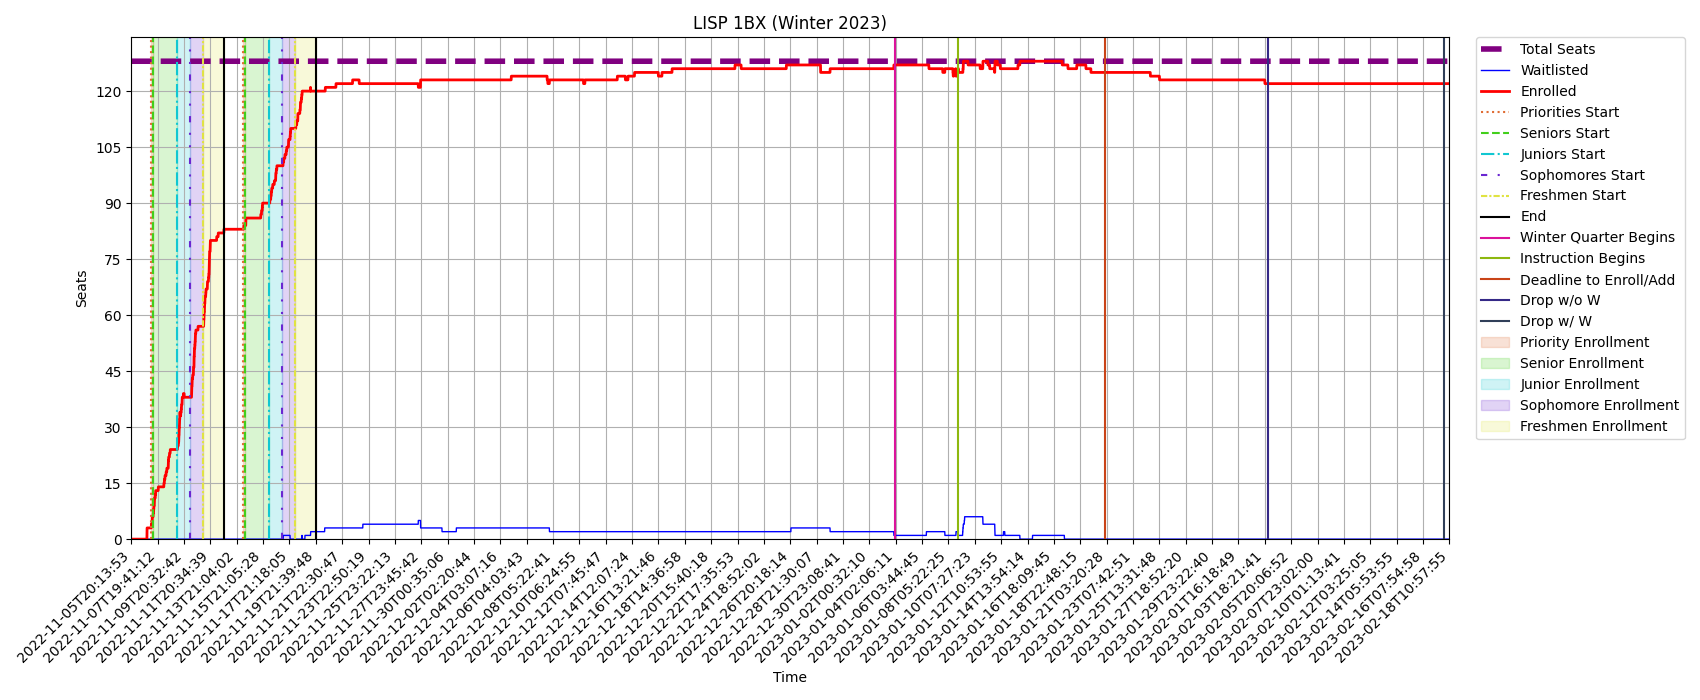 LISP 1BX (Winter 2023)
Seats
120
105
90
75
60
45
30
15
0
2022-11-05T20:13:53
2022-11-07T19:41:12
2022-11-09T20:32:42
2022-11-11T20:34:39
2022-11-13T21:04:02
2022-11-15T21:05:28
2022-11-17T21:18:05
2022-11-19T21:39:48
2022-11-21T22:30:47
2022-11-23T22:50:19
2022-11-25T23:22:13
2022-11-27T23:45:42
2022-11-30T00:35:06
2022-12-02T02:20:44
2022-12-04T03:07:16
2022-12-06T04:03:43
2022-12-08T05:22:41
2022-12-10T06:24:55
2022-12-12T07:45:47
2022-12-14T12:07:24
2022-12-16T13:21:46
2022-12-18T14:36:58
2022-12-20T15:40:18
2022-12-22T17:35:53
2022-12-24T18:52:02
2022-12-26T20:18:14
2022-12-28T21:30:07
2022-12-30T23:08:41
2023-01-02T00:32:10
2023-01-04T02:06:11
2023-01-06T03:44:45
2023-01-08T05:22:25
2023-01-10T07:27:23
2023-01-12T10:53:55
2023-01-14T13:54:14
2023-01-16T18:09:45
2023-01-18T22:48:15
2023-01-21T03:20:28
2023-01-23T07:42:51
2023-01-25T13:31:48
2023-01-27T18:52:20
2023-01-29T23:22:40
2023-02-01T16:18:49
2023-02-03T18:21:41
2023-02-05T20:06:52
2023-02-07T23:02:00
2023-02-10T01:13:41
2023-02-12T03:25:05
2023-02-14T05:53:55
2023-02-16T07:54:58
2023-02-18T10:57:55
Time
Total Seats
Waitlisted
Enrolled
Priorities Start
Seniors Start
Juniors Start
Sophomores Start
Freshmen Start
End
Winter Quarter Begins
Instruction Begins
Deadline to Enroll/Add
Drop w/o W
Drop w/ W
Priority Enrollment
Senior Enrollment
Junior Enrollment
Sophomore Enrollment
Freshmen Enrollment